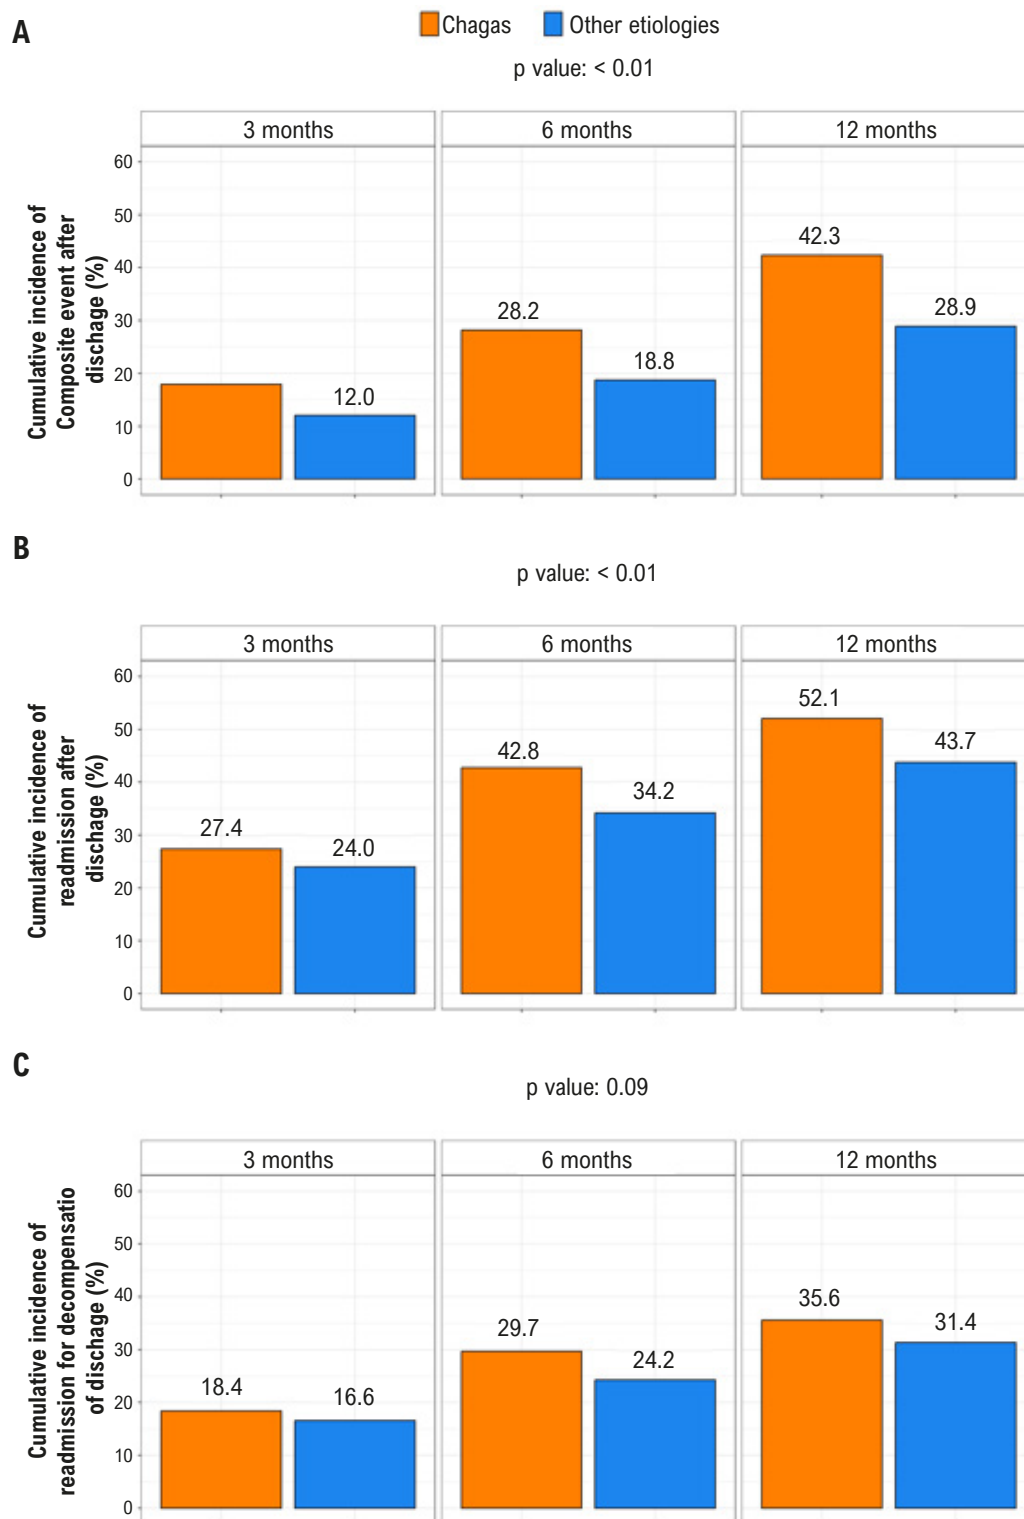 A
Chagas
Other etiologies
p value: < 0.01
3 months
6 months
12 months
Cumulative incidence of
Composite event after
dischage (%)
60
50
40
30
20
10
0
12.0
28.2
18.8
42.3
28.9
B
p value: < 0.01
3 months
6 months
12 months
Cumulative incidence of
readmission after
dischage (%)
60
50
40
30
20
10
0
27.4
24.0
42.8
34.2
52.1
43.7
C
p value: 0.09
3 months
6 months
12 months
Cumulative incidence of
readmission for decompensatio
of dischage (%)
60
50
40
30
20
10
0
18.4
16.6
29.7
24.2
35.6
31.4